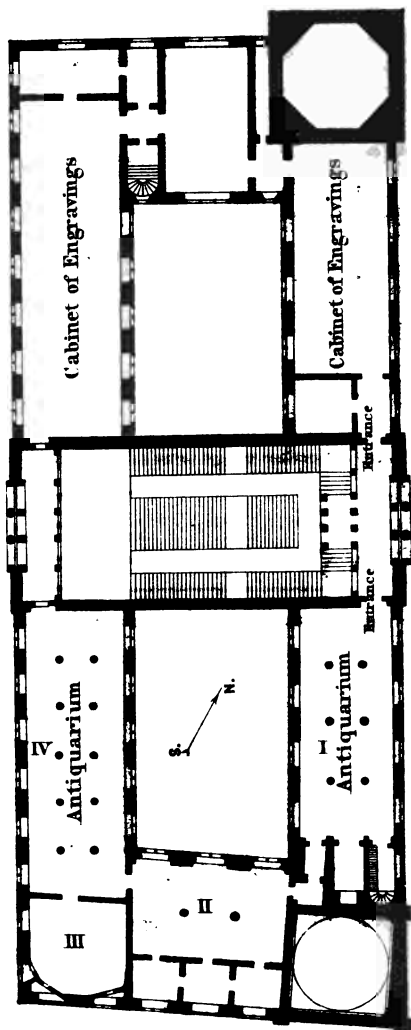 Cabinet of Engravings
Cabinet of Engravings
Entrance
Entrance
IV
Antiquarium
S.
N.
I
Antiquarium
II
III